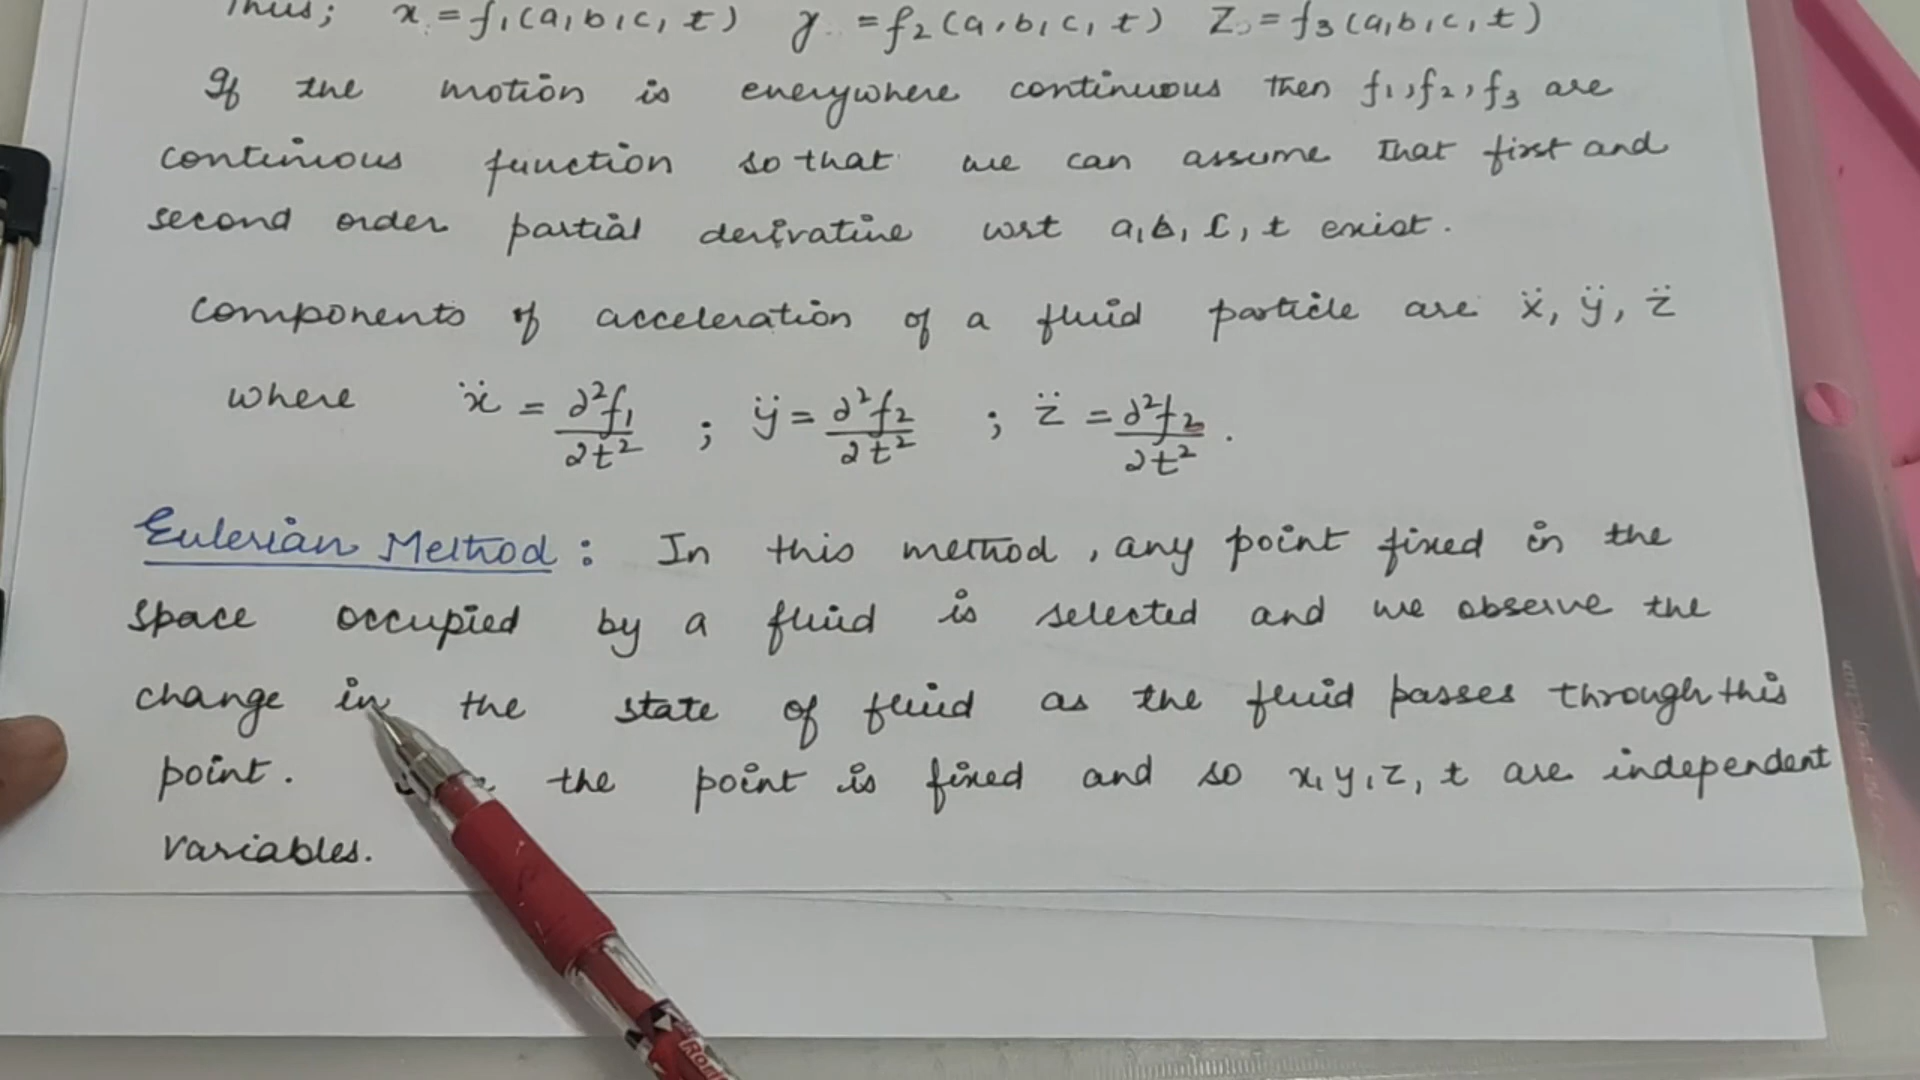 Thus; x = f1(a,b,c,t) y = f2(a,b,c,t) z = f3(a,b,c,t)
If the motion is everywhere continuous then f1,f2,f3 are
continuous function so that we can assume that first and
second order partial derivative wrt a,b,c,t exist.
Components of acceleration of a fluid particle are ẍ, ÿ, z̈
where ẍ = ∂²f1/∂t² ; ÿ = ∂²f2/∂t² ; z̈ = ∂²f2/∂t² .
Eulerian Method : In this method, any point fixed in the
space occupied by a fluid is selected and we observe the
change in the state of fluid as the fluid passes through this
point. the point is fixed and so x,y,z,t are independent
variables.